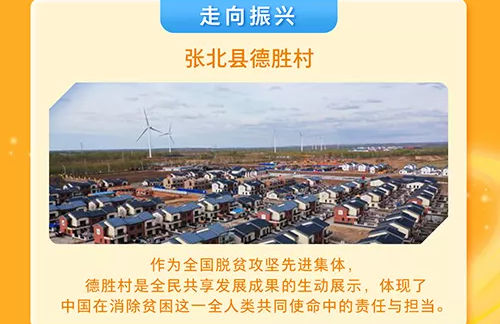 走向振兴
张北县德胜村
作为全国脱贫攻坚先进集体，
德胜村是全民共享发展成果的生动展示，体现了
中国在消除贫困这一全人类共同使命中的责任与担当。